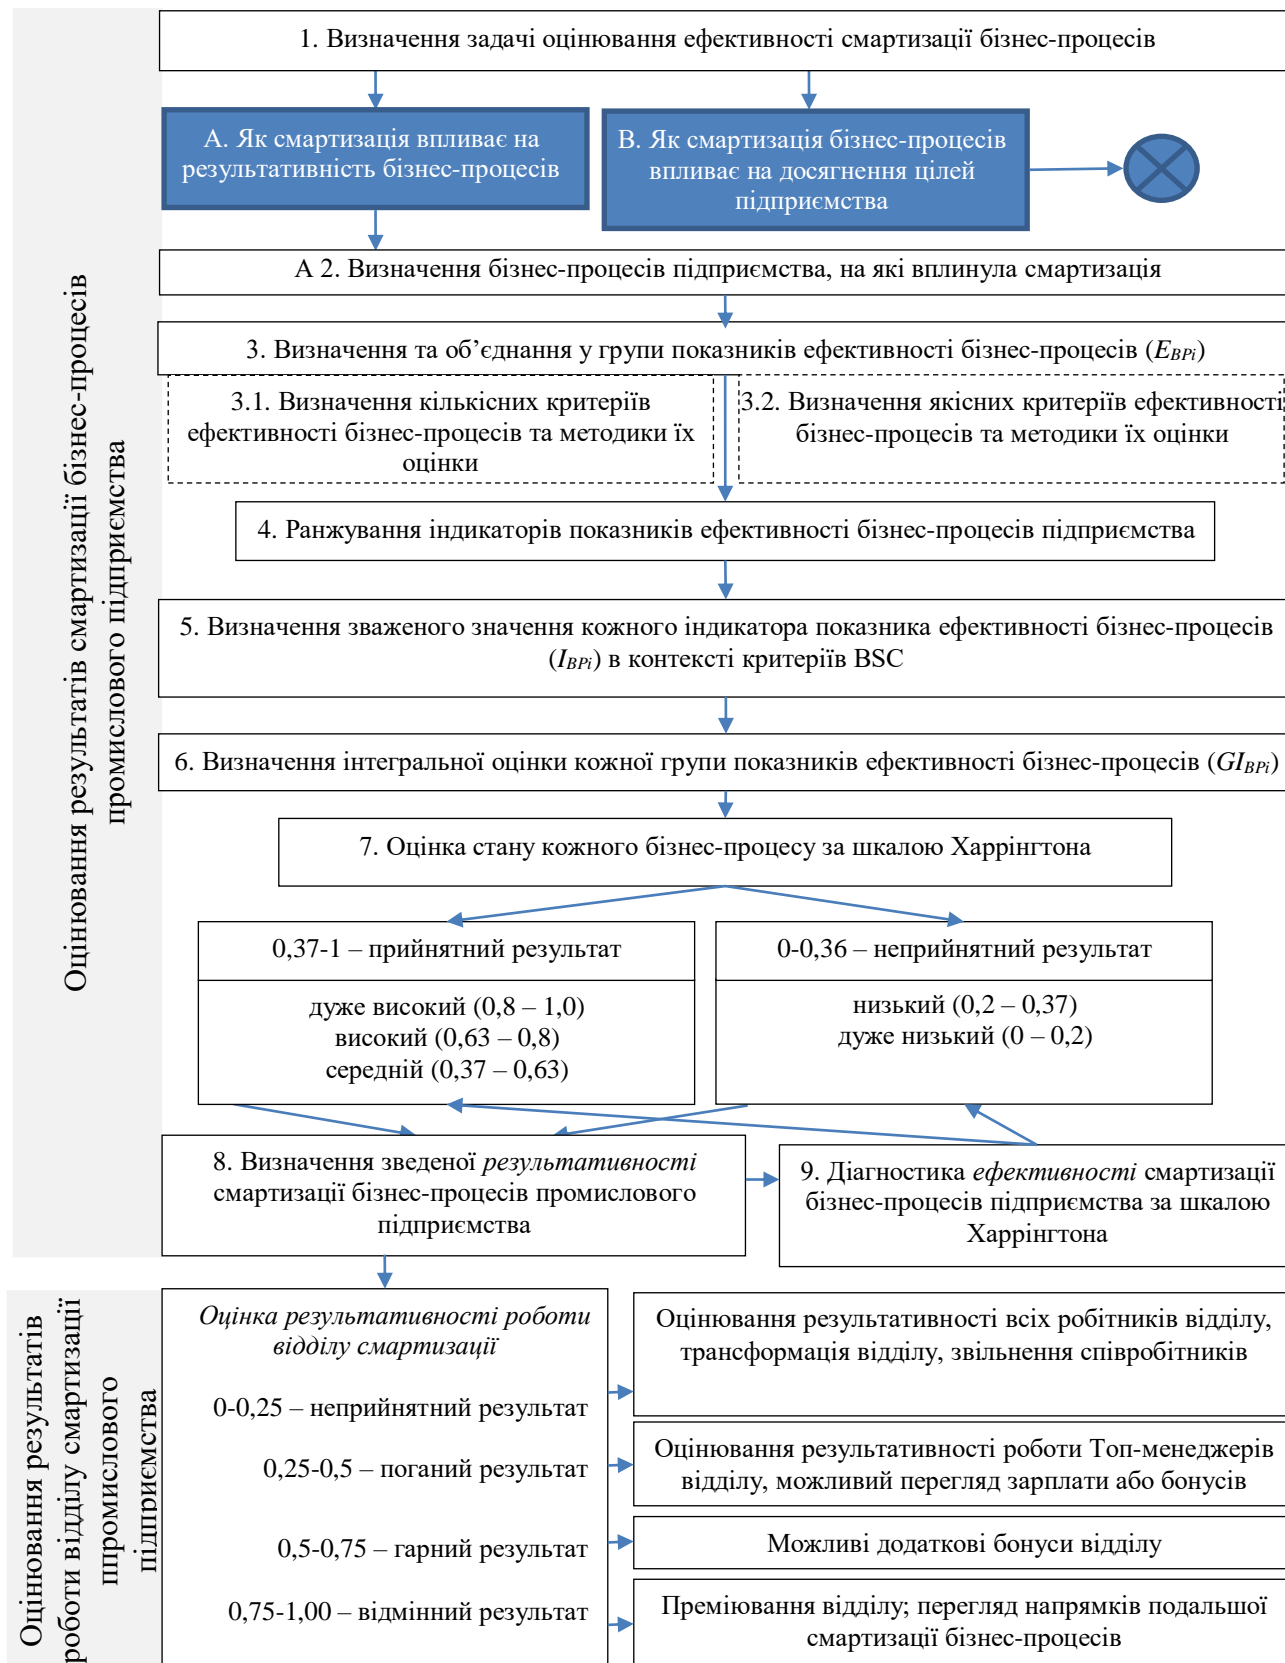 1. Визначення задачі оцінювання ефективності смартизації бізнес-процесів
А. Як смартизація впливає на
результативність бізнес-процесів
В. Як смартизація бізнес-процесів
впливає на досягнення цілей
підприємства
А 2. Визначення бізнес-процесів підприємства, на які вплинула смартизація
3. Визначення та об’єднання у групи показників ефективності бізнес-процесів (EBPi)
3.1. Визначення кількісних критеріїв
ефективності бізнес-процесів та методики їх
оцінки
3.2. Визначення якісних критеріїв ефективності
бізнес-процесів та методики їх оцінки
4. Ранжування індикаторів показників ефективності бізнес-процесів підприємства
5. Визначення зваженого значення кожного індикатора показника ефективності бізнес-процесів
(IBPi) в контексті критеріїв BSC
6. Визначення інтегральної оцінки кожної групи показників ефективності бізнес-процесів (GIBPi)
7. Оцінка стану кожного бізнес-процесу за шкалою Харрінгтона
0,37-1 – прийнятний результат
дуже високий (0,8 – 1,0)
високий (0,63 – 0,8)
середній (0,37 – 0,63)
0-0,36 – неприйнятний результат
низький (0,2 – 0,37)
дуже низький (0 – 0,2)
8. Визначення зведеної результативності
смартизації бізнес-процесів промислового
підприємства
9. Діагностика ефективності смартизації
бізнес-процесів підприємства за шкалою
Харрінгтона
Оцінювання результатів смартизації бізнес-процесів
промислового підприємства
Оцінка результативності роботи
відділу смартизації
0-0,25 – неприйнятний результат
0,25-0,5 – поганий результат
0,5-0,75 – гарний результат
0,75-1,00 – відмінний результат
Оцінювання результативності всіх робітників відділу,
трансформація відділу, звільнення співробітників
Оцінювання результативності роботи Топ-менеджерів
відділу, можливий перегляд зарплати або бонусів
Можливі додаткові бонуси відділу
Преміювання відділу; перегляд напрямків подальшої
смартизації бізнес-процесів
Оцінювання результатів
роботи відділу смартизації
ппромислового
підприємства